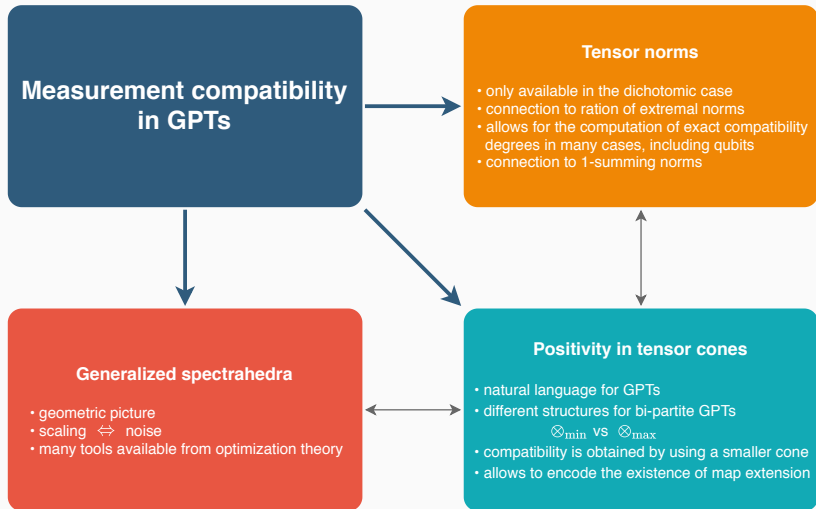 Measurement compatibility
in GPTs
Tensor norms
• only available in the dichotomic case
• connection to ration of extremal norms
• allows for the computation of exact compatibility
degrees in many cases, including qubits
• connection to 1-summing norms
Generalized spectrahedra
• geometric picture
• scaling ⇔ noise
• many tools available from optimization theory
Positivity in tensor cones
• natural language for GPTs
• different structures for bi-partite GPTs
⊗min vs ⊗max
• compatibility is obtained by using a smaller cone
• allows to encode the existence of map extension